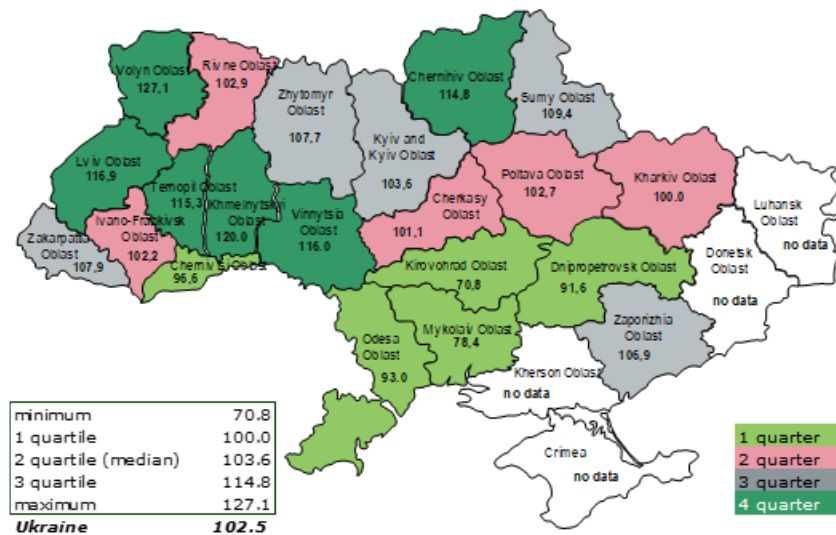 Volyn Oblast
127,1
Rivne Oblast
102,9
Zhytomyr
Oblast
107,7
Kyiv and
Kyiv Oblast
103,6
Chernihiv Oblast
114,8
Sumy Oblast
109,4
Lviv Oblast
116,9
Ternopil Oblast
115,3
Khmelnytskyi
Oblast
120.0
Vinnytsia
Oblast
116.0
Cherkasy
Oblast
101,1
Poltava Oblast
102,7
Kharkiv Oblast
100.0
Luhansk
Oblast
no data
Donetsk
Oblast
no data
Zakarpattia
Oblast
107,9
Ivano-Frankivsk
Oblast
102,2
Chernivtsi Oblast
96,6
Kirovohrad Oblast
70,8
Dnipropetrovsk Oblast
91,6
Odesa
Oblast
93.0
Mykolaiv Oblast
78,4
Zaporizhia
Oblast
106,9
Kherson Oblast
no data
Crimea
no data
minimum 70.8
1 quartile 100.0
2 quartile (median) 103.6
3 quartile 114.8
maximum 127.1
Ukraine 102.5
1 quarter
2 quarter
3 quarter
4 quarter